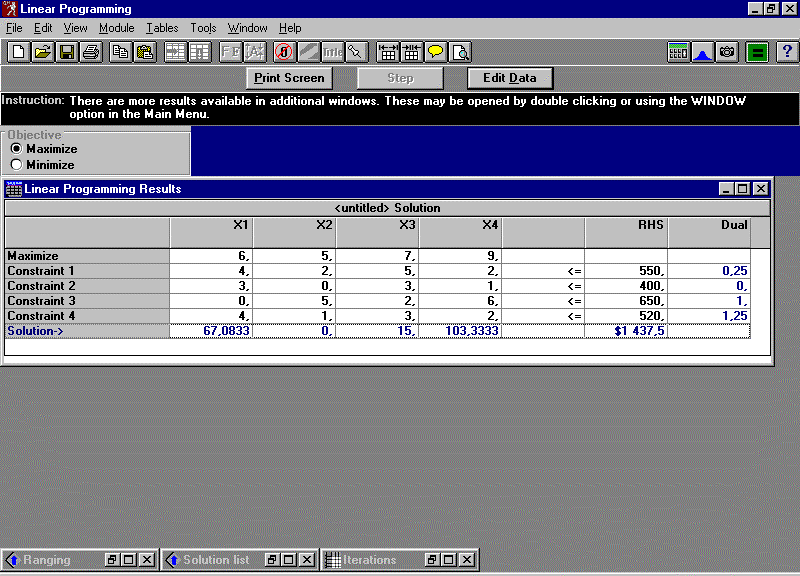 Linear Programming
File Edit View Module Tables Tools Window Help
Title
Print Screen Step Edit Data
Instruction: There are more results available in additional windows. These may be opened by double clicking or using the WINDOW
option in the Main Menu.
Objective
Maximize
Minimize
Linear Programming Results
<untitled> Solution
X1 X2 X3 X4 RHS Dual
Maximize 6, 5, 7, 9,
Constraint 1 4, 2, 5, 2, <= 550, 0,25
Constraint 2 3, 0, 3, 1, <= 400, 0,
Constraint 3 0, 5, 2, 6, <= 650, 1,
Constraint 4 4, 1, 3, 2, <= 520, 1,25
Solution-> 67,0833 0, 15, 103,3333 $1 437,5
Ranging Solution list Iterations